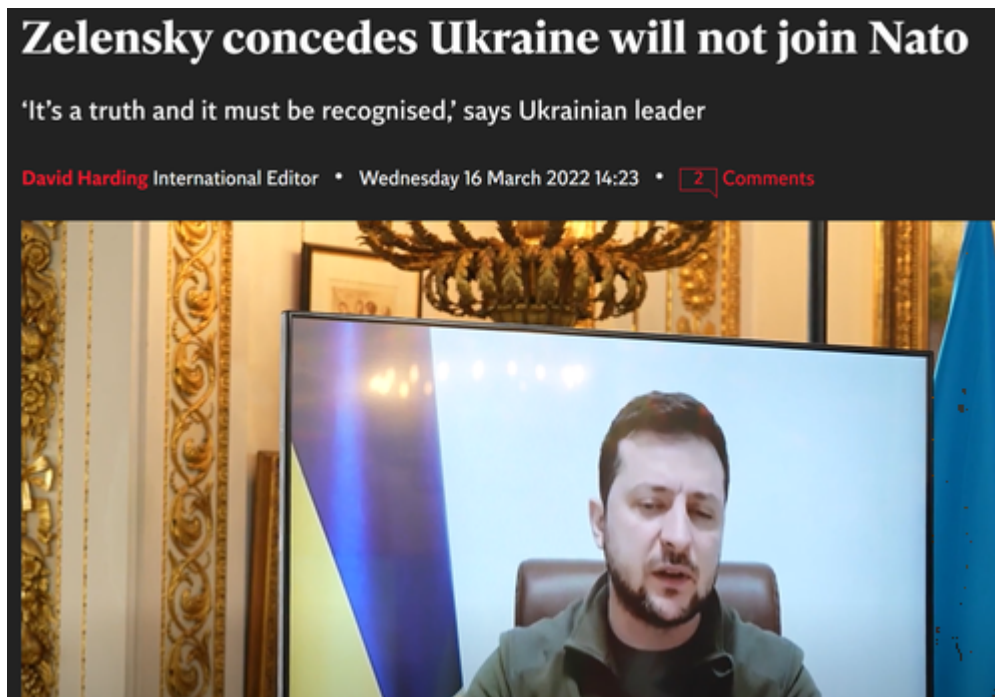 Zelensky concedes Ukraine will not join Nato
‘It’s a truth and it must be recognised,’ says Ukrainian leader
David Harding International Editor • Wednesday 16 March 2022 14:23 • 2 Comments